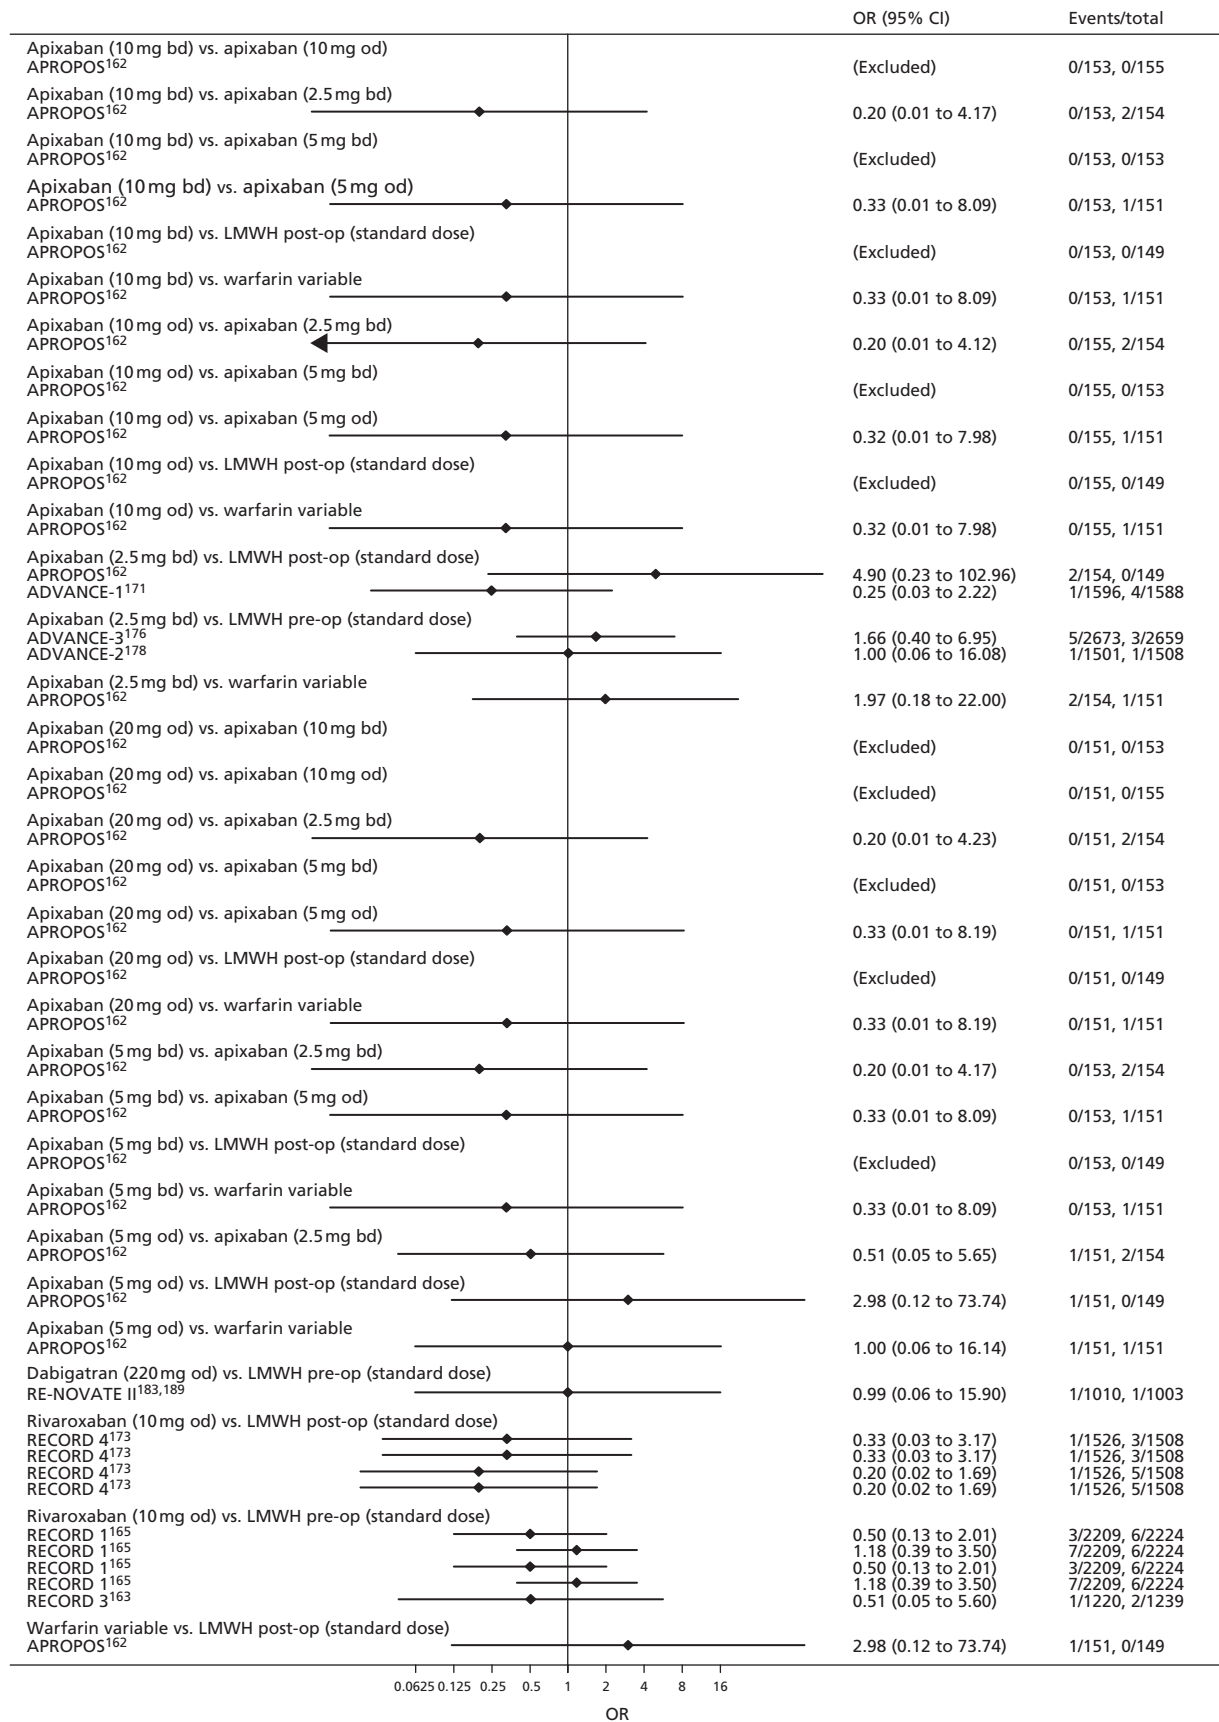 OR (95% CI) Events/total
Apixaban (10 mg bd) vs. apixaban (10 mg od)
APROPOS162 (Excluded) 0/153, 0/155
Apixaban (10 mg bd) vs. apixaban (2.5 mg bd)
APROPOS162 0.20 (0.01 to 4.17) 0/153, 2/154
Apixaban (10 mg bd) vs. apixaban (5 mg bd)
APROPOS162 (Excluded) 0/153, 0/153
Apixaban (10 mg bd) vs. apixaban (5 mg od)
APROPOS162 0.33 (0.01 to 8.09) 0/153, 1/151
Apixaban (10 mg bd) vs. LMWH post-op (standard dose)
APROPOS162 (Excluded) 0/153, 0/149
Apixaban (10 mg bd) vs. warfarin variable
APROPOS162 0.33 (0.01 to 8.09) 0/153, 1/151
Apixaban (10 mg od) vs. apixaban (2.5 mg bd)
APROPOS162 0.20 (0.01 to 4.12) 0/155, 2/154
Apixaban (10 mg od) vs. apixaban (5 mg bd)
APROPOS162 (Excluded) 0/155, 0/153
Apixaban (10 mg od) vs. apixaban (5 mg od)
APROPOS162 0.32 (0.01 to 7.98) 0/155, 1/151
Apixaban (10 mg od) vs. LMWH post-op (standard dose)
APROPOS162 (Excluded) 0/155, 0/149
Apixaban (10 mg od) vs. warfarin variable
APROPOS162 0.32 (0.01 to 7.98) 0/155, 1/151
Apixaban (2.5 mg bd) vs. LMWH post-op (standard dose)
APROPOS162 4.90 (0.23 to 102.96) 2/154, 0/149
ADVANCE-1171 0.25 (0.03 to 2.22) 1/1596, 4/1588
Apixaban (2.5 mg bd) vs. LMWH pre-op (standard dose)
ADVANCE-3176 1.66 (0.40 to 6.95) 5/2673, 3/2659
ADVANCE-2178 1.00 (0.06 to 16.08) 1/1501, 1/1508
Apixaban (2.5 mg bd) vs. warfarin variable
APROPOS162 1.97 (0.18 to 22.00) 2/154, 1/151
Apixaban (20 mg od) vs. apixaban (10 mg bd)
APROPOS162 (Excluded) 0/151, 0/153
Apixaban (20 mg od) vs. apixaban (10 mg od)
APROPOS162 (Excluded) 0/151, 0/155
Apixaban (20 mg od) vs. apixaban (2.5 mg bd)
APROPOS162 0.20 (0.01 to 4.23) 0/151, 2/154
Apixaban (20 mg od) vs. apixaban (5 mg bd)
APROPOS162 (Excluded) 0/151, 0/153
Apixaban (20 mg od) vs. apixaban (5 mg od)
APROPOS162 0.33 (0.01 to 8.19) 0/151, 1/151
Apixaban (20 mg od) vs. LMWH post-op (standard dose)
APROPOS162 (Excluded) 0/151, 0/149
Apixaban (20 mg od) vs. warfarin variable
APROPOS162 0.33 (0.01 to 8.19) 0/151, 1/151
Apixaban (5 mg bd) vs. apixaban (2.5 mg bd)
APROPOS162 0.20 (0.01 to 4.17) 0/153, 2/154
Apixaban (5 mg bd) vs. apixaban (5 mg od)
APROPOS162 0.33 (0.01 to 8.09) 0/153, 1/151
Apixaban (5 mg bd) vs. LMWH post-op (standard dose)
APROPOS162 (Excluded) 0/153, 0/149
Apixaban (5 mg bd) vs. warfarin variable
APROPOS162 0.33 (0.01 to 8.09) 0/153, 1/151
Apixaban (5 mg od) vs. apixaban (2.5 mg bd)
APROPOS162 0.51 (0.05 to 5.65) 1/151, 2/154
Apixaban (5 mg od) vs. LMWH post-op (standard dose)
APROPOS162 2.98 (0.12 to 73.74) 1/151, 0/149
Apixaban (5 mg od) vs. warfarin variable
APROPOS162 1.00 (0.06 to 16.14) 1/151, 1/151
Dabigatran (220 mg od) vs. LMWH pre-op (standard dose)
RE-NOVATE II183,189 0.99 (0.06 to 15.90) 1/1010, 1/1003
Rivaroxaban (10 mg od) vs. LMWH post-op (standard dose)
RECORD 4173 0.33 (0.03 to 3.17) 1/1526, 3/1508
RECORD 4173 0.33 (0.03 to 3.17) 1/1526, 3/1508
RECORD 4173 0.20 (0.02 to 1.69) 1/1526, 5/1508
RECORD 4173 0.20 (0.02 to 1.69) 1/1526, 5/1508
Rivaroxaban (10 mg od) vs. LMWH pre-op (standard dose)
RECORD 1165 0.50 (0.13 to 2.01) 3/2209, 6/2224
RECORD 1165 1.18 (0.39 to 3.50) 7/2209, 6/2224
RECORD 1165 0.50 (0.13 to 2.01) 3/2209, 6/2224
RECORD 1165 1.18 (0.39 to 3.50) 7/2209, 6/2224
RECORD 3163 0.51 (0.05 to 5.60) 1/1220, 2/1239
Warfarin variable vs. LMWH post-op (standard dose)
APROPOS162 2.98 (0.12 to 73.74) 1/151, 0/149
0.0625 0.125 0.25 0.5 1 2 4 8 16
OR